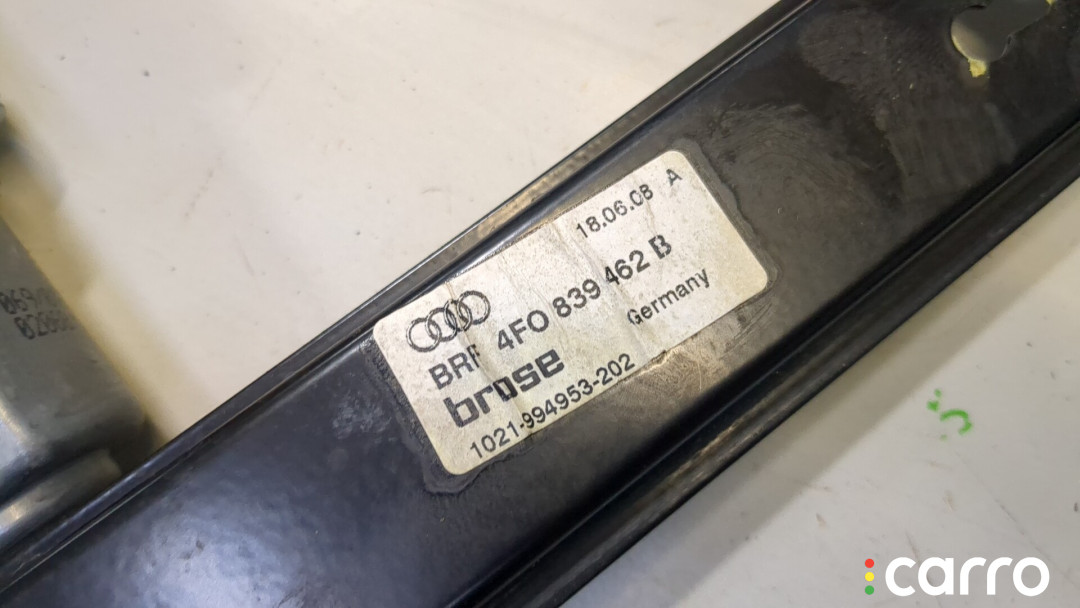 18.06.08 A
BRF 4F0 839 462 B
brose Germany
1021-994953-202
carro